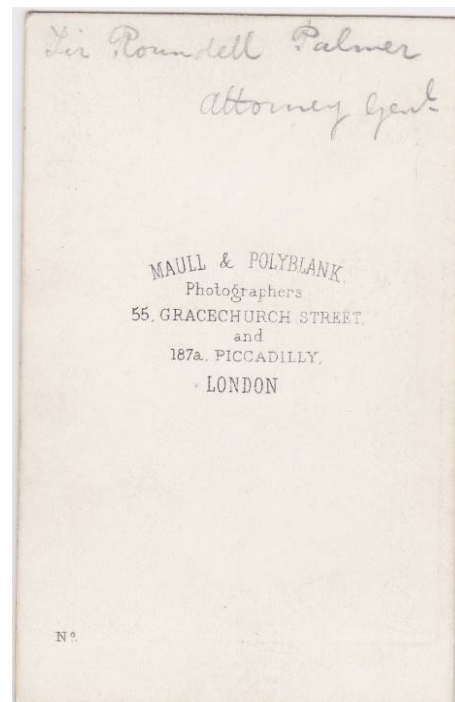 Sir Roundell Palmer
Attorney Genl.
MAULL & POLYBLANK,
Photographers
55, GRACECHURCH STREET,
and
187a., PICCADILLY,
LONDON
Nº